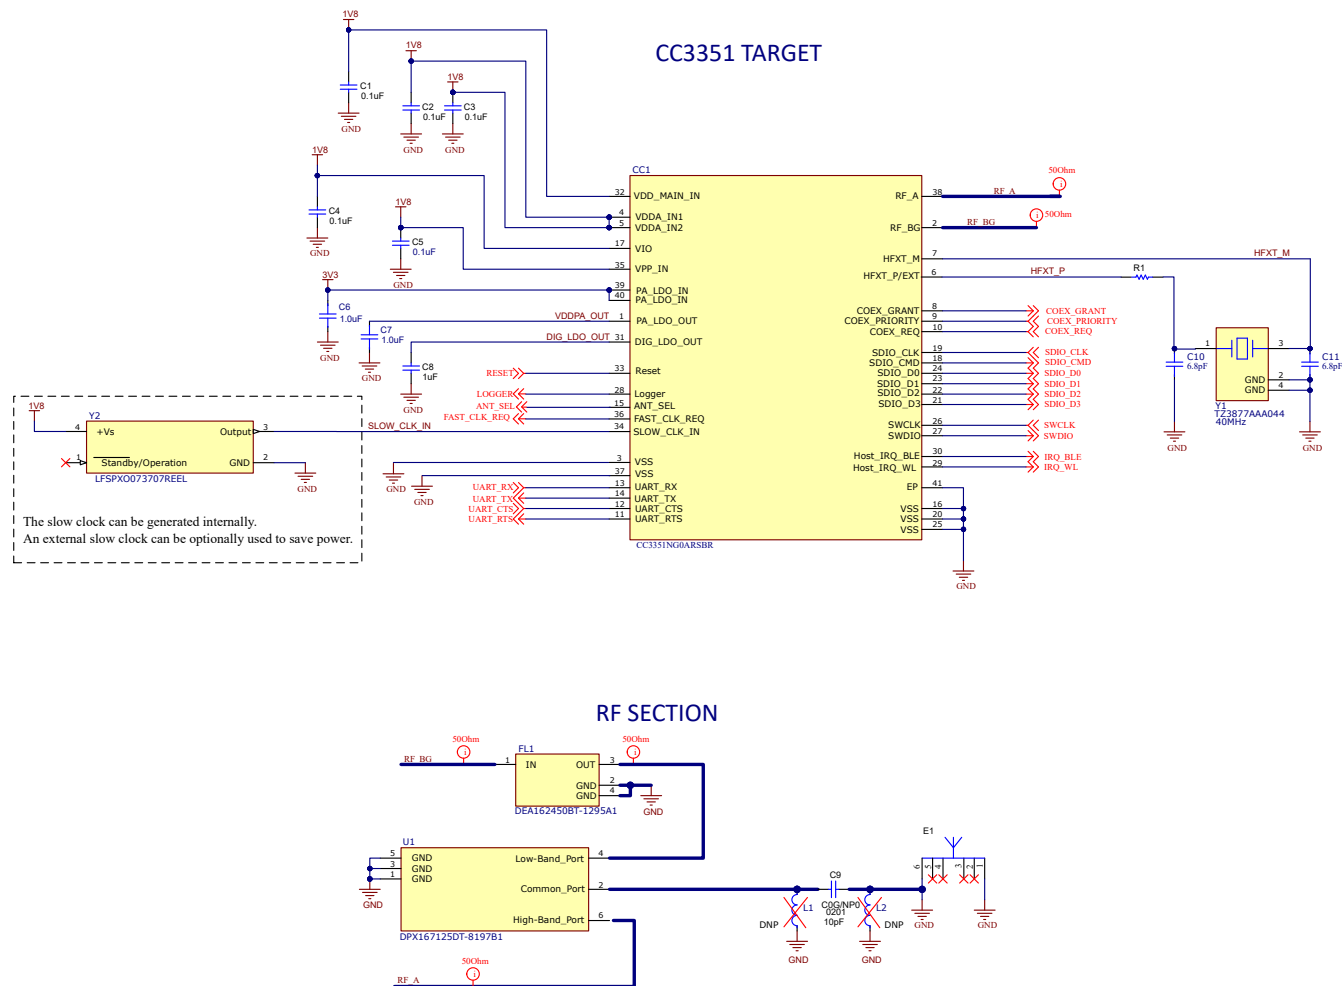 CC3351 TARGET
1V8
C1
0.1uF
GND
1V8
C2
0.1uF
GND
1V8
C3
0.1uF
GND
1V8
C4
0.1uF
GND
1V8
C5
0.1uF
GND
3V3
C6
1.0uF
GND
C7
1.0uF
GND
C8
1uF
GND
CC1
32 VDD_MAIN_IN
4 VDDA_IN1
5 VDDA_IN2
17 VIO
35 VPP_IN
39 PA_LDO_IN
40 PA_LDO_IN
VDDPA_OUT 1 PA_LDO_OUT
DIG_LDO_OUT 31 DIG_LDO_OUT
RESET 33 Reset
LOGGER 28 Logger
ANT_SEL 15 ANT_SEL
FAST_CLK_REQ 36 FAST_CLK_REQ
SLOW_CLK_IN 34 SLOW_CLK_IN
3 VSS
37 VSS
GND
GND
UART_RX 13 UART_RX
UART_TX 14 UART_TX
UART_CTS 12 UART_CTS
UART_RTS 11 UART_RTS
CC3351NG0ARSBR
RF_A 38 RF_A
50Ohm
i
RF_BG 2 RF_BG
50Ohm
i
HFXT_M 7 HFXT_M
HFXT_P/EXT 6 HFXT_P
R1
COEX_GRANT 8 COEX_GRANT
COEX_PRIORITY 9 COEX_PRIORITY
COEX_REQ 10 COEX_REQ
SDIO_CLK 19 SDIO_CLK
SDIO_CMD 18 SDIO_CMD
SDIO_D0 24 SDIO_D0
SDIO_D1 23 SDIO_D1
SDIO_D2 22 SDIO_D2
SDIO_D3 21 SDIO_D3
SWCLK 26 SWCLK
SWDIO 27 SWDIO
Host_IRQ_BLE 30 IRQ_BLE
Host_IRQ_WL 29 IRQ_WL
EP 41
VSS 16
VSS 20
VSS 25
GND
C10
6.8pF
GND
1
3
GND 2
GND 4
Y1
TZ3877AAA044
40MHz
C11
6.8pF
GND
1V8
Y2
4 +Vs
Output 3
1 Standby/Operation
GND 2
LFSPXO073707REEL
GND
The slow clock can be generated internally.
An external slow clock can be optionally used to save power.
RF SECTION
RF_BG
50Ohm
i
FL1
1 IN
OUT 3
GND 2
GND 4
DEA162450BT-1295A1
50Ohm
i
GND
U1
5 GND
3 GND
1 GND
GND
Low-Band_Port 4
Common_Port 2
High-Band_Port 6
DPX167125DT-8197B1
RF_A
50Ohm
i
L1
DNP
GND
C9
C0G/NP0
0201
10pF
L2
DNP
GND
E1
6 5 4 3 2 1
GND
GND